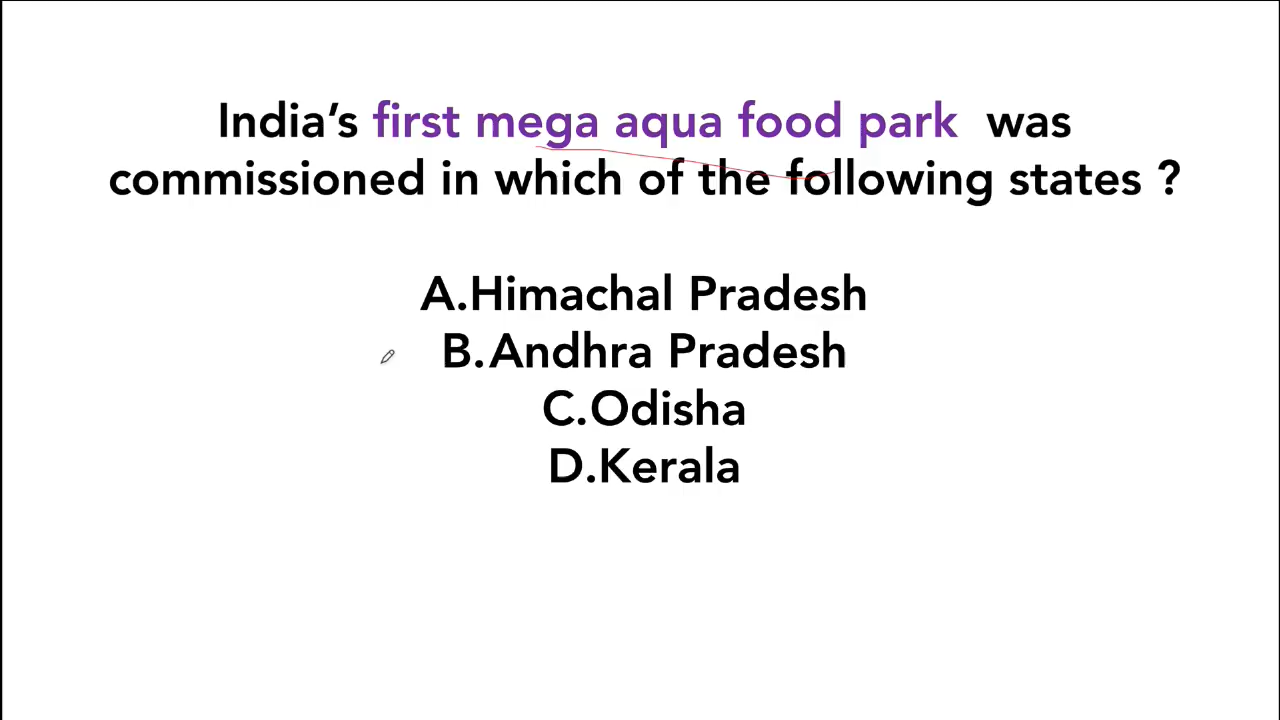 India’s first mega aqua food park was
commissioned in which of the following states ?
A.Himachal Pradesh
B.Andhra Pradesh
C.Odisha
D.Kerala